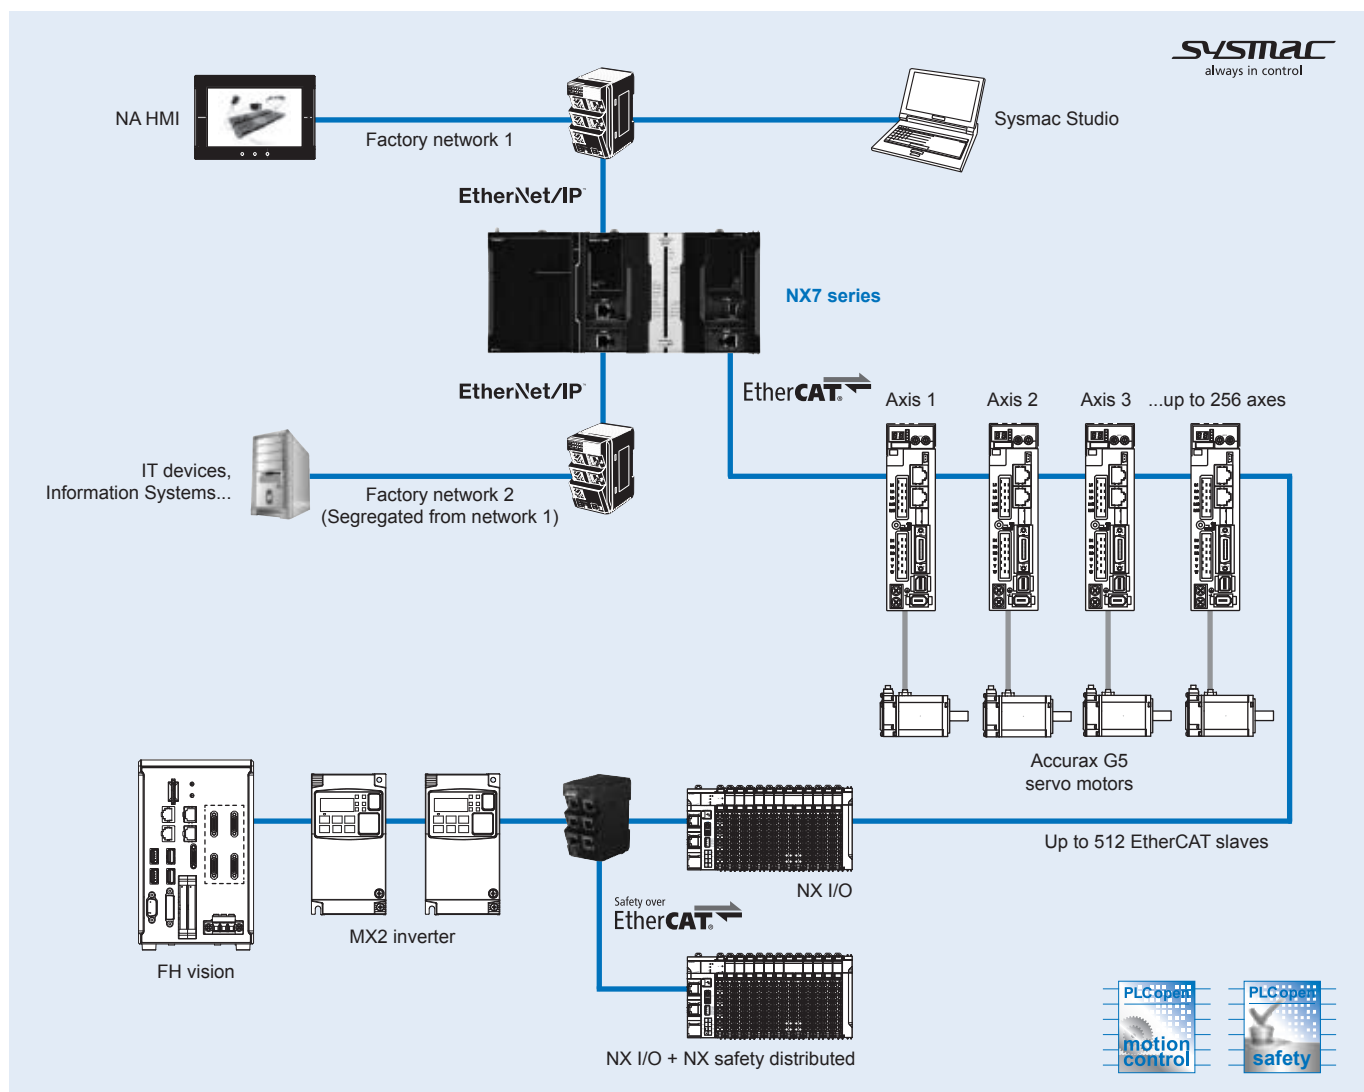 sysmac
always in control
NA HMI
Factory network 1
Sysmac Studio
EtherNet/IP™
NX7 series
EtherNet/IP™
EtherCAT®
Axis 1
Axis 2
Axis 3
...up to 256 axes
IT devices,
Information Systems...
Factory network 2
(Segregated from network 1)
Accurax G5
servo motors
Up to 512 EtherCAT slaves
NX I/O
Safety over
EtherCAT®
MX2 inverter
FH vision
NX I/O + NX safety distributed
PLCopen
motion
control
PLCopen
safety